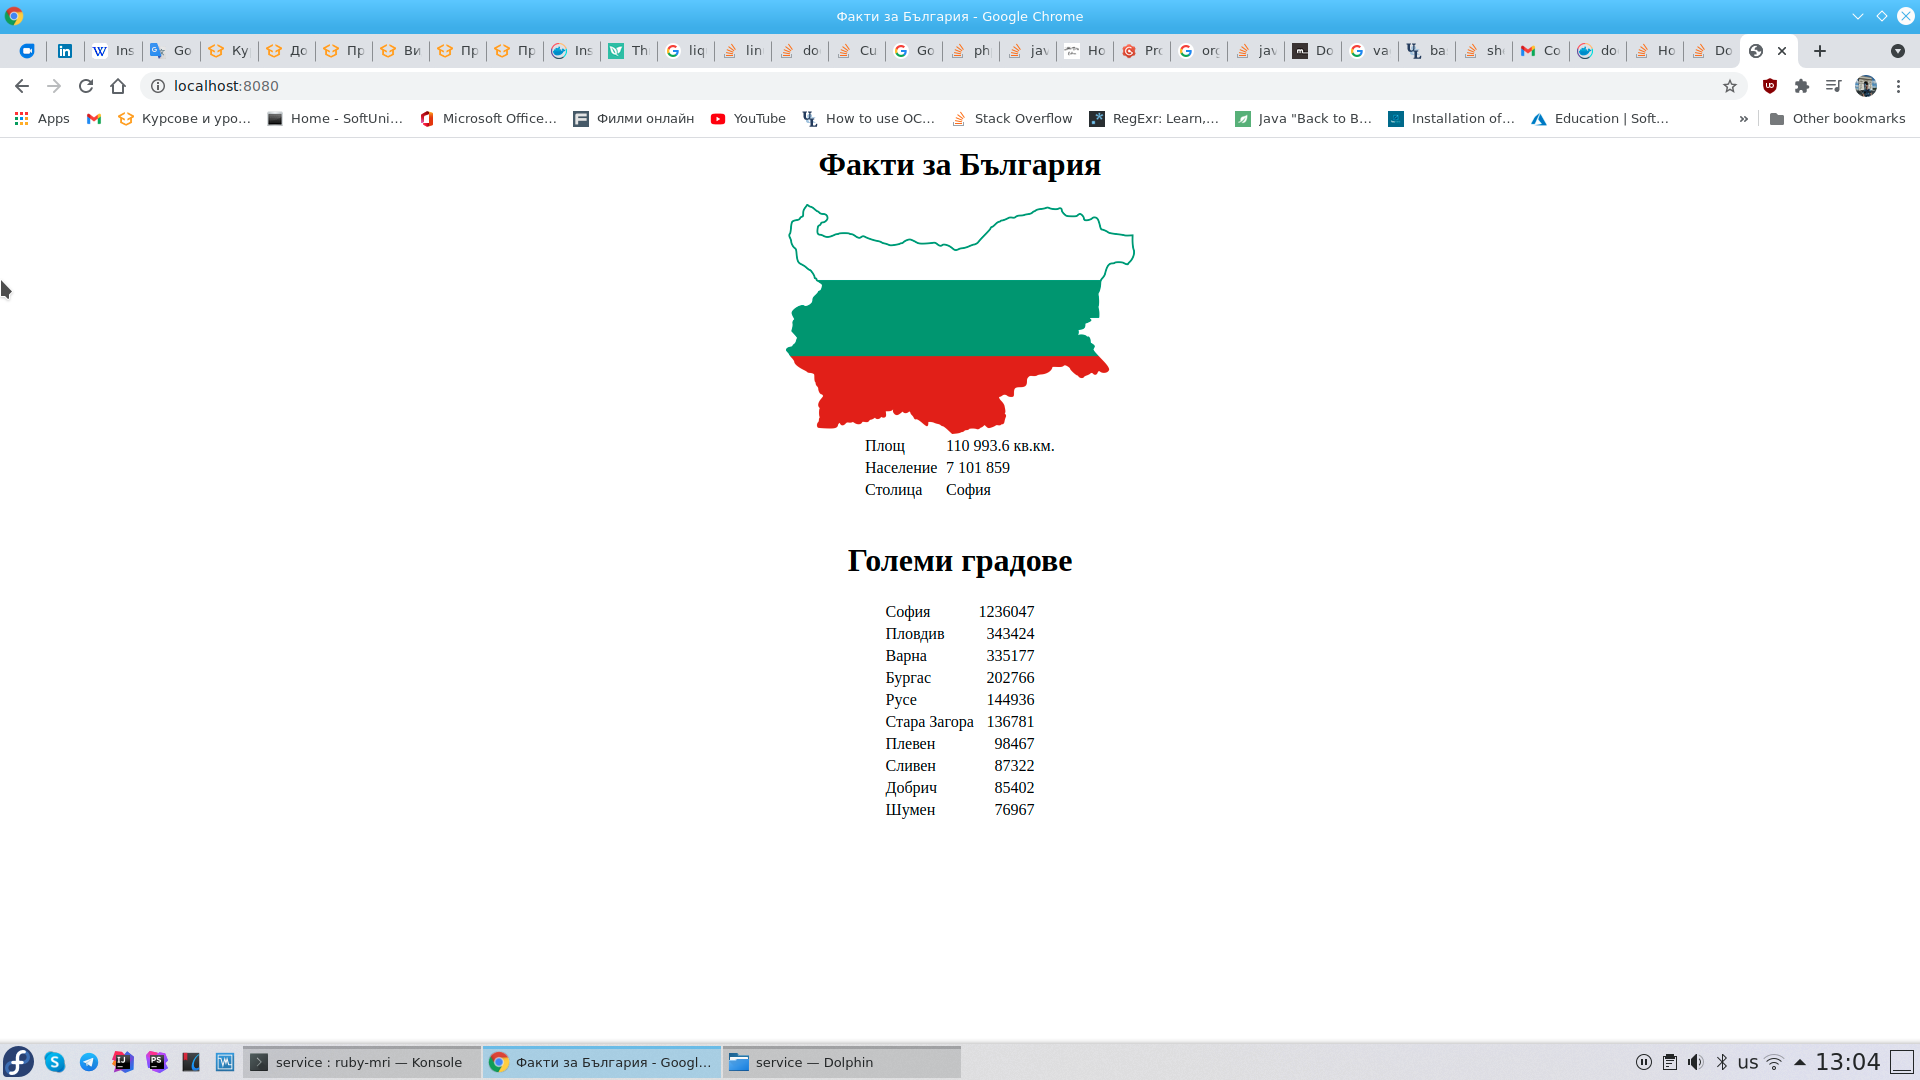 Факти за България - Google Chrome
Ins Go Ку До Пр Ви Пр Пр Ins Th liq lin do Cu Go ph jav Ho Pro org jav Do va ba sh Co do Ho Do
localhost:8080
Apps Курсове и уро... Home - SoftUni... Microsoft Office... Филми онлайн YouTube How to use OC... Stack Overflow RegExr: Learn,... Java "Back to B... Installation of... Education | Soft... » Other bookmarks
Факти за България
Площ 110 993.6 кв.км.
Население 7 101 859
Столица София
Големи градове
София 1236047
Пловдив 343424
Варна 335177
Бургас 202766
Русе 144936
Стара Загора 136781
Плевен 98467
Сливен 87322
Добрич 85402
Шумен 76967
service : ruby-mri — Konsole Факти за България - Googl... service — Dolphin us 13:04